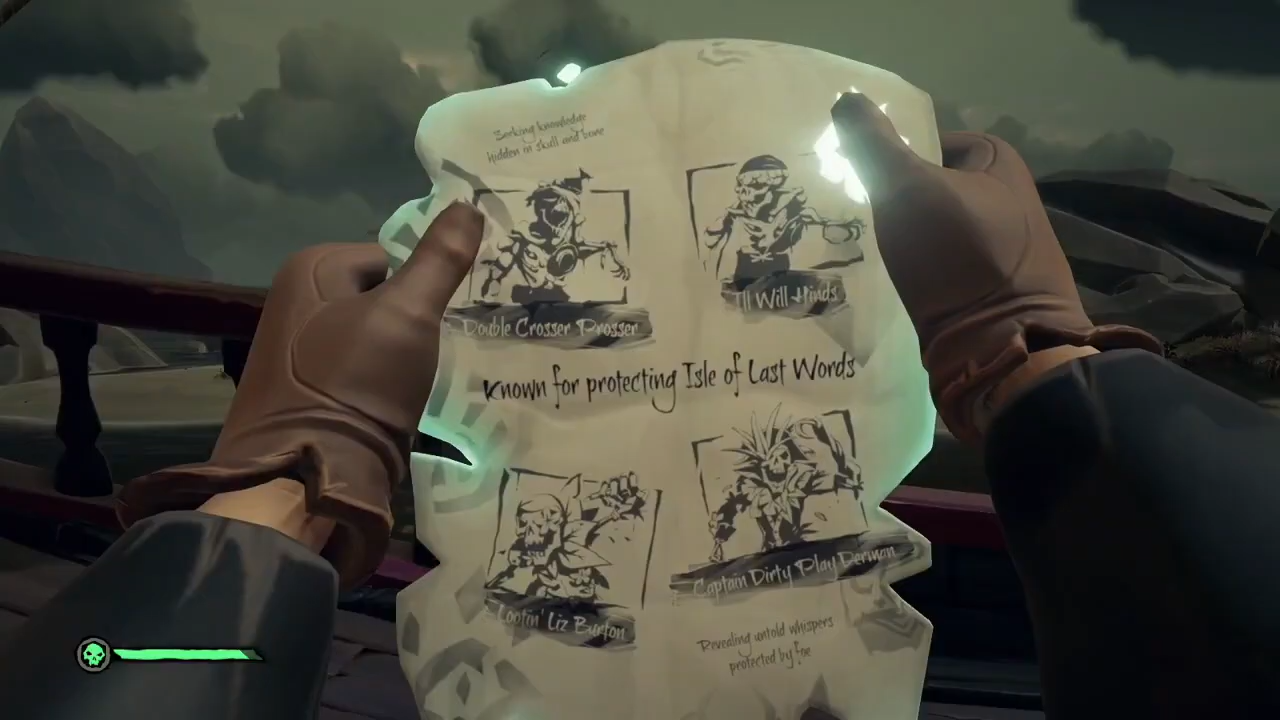 Seeking knowledge
hidden in skull and bone
Double Crosser Prosser
Ill Will Hinds
Known for protecting Isle of Last Words
Lootin' Liz Burton
Captain Dirty Play Derman
Revealing untold whispers
protected by foe